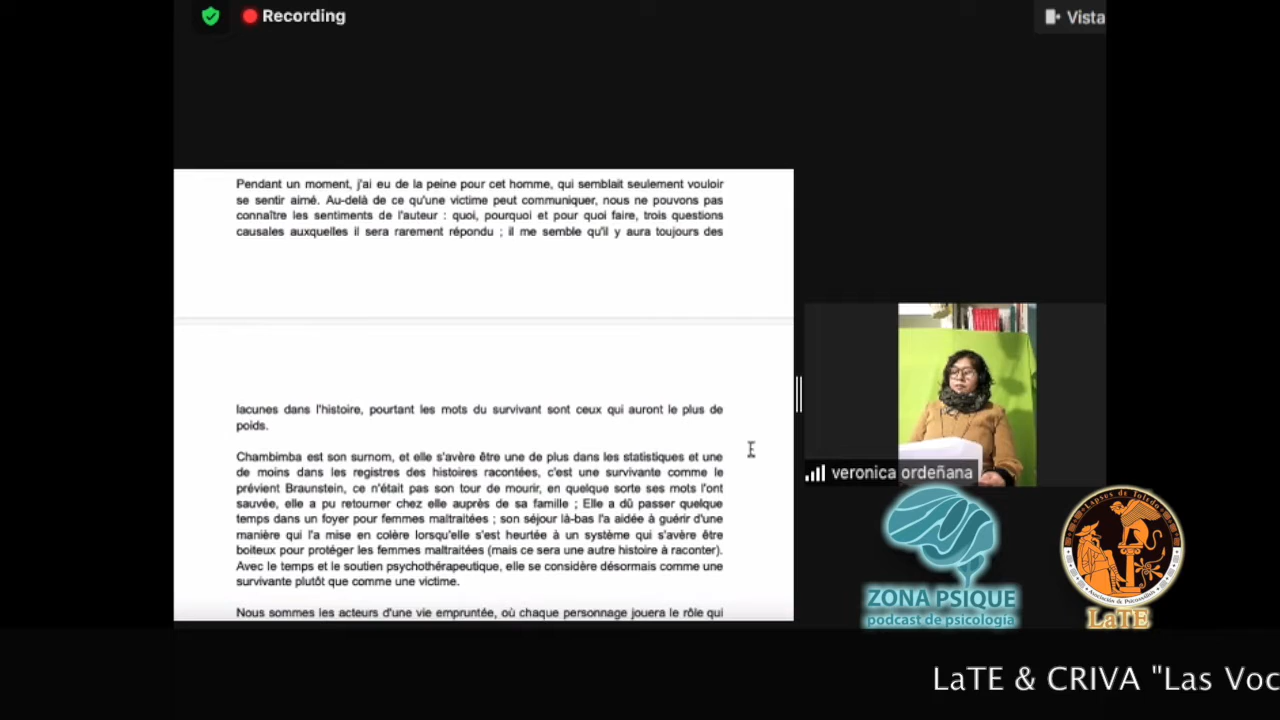 Recording
Vista
Pendant un moment, j'ai eu de la peine pour cet homme, qui semblait seulement vouloir
se sentir aimé. Au-delà de ce qu'une victime peut communiquer, nous ne pouvons pas
connaître les sentiments de l'auteur : quoi, pourquoi et pour quoi faire, trois questions
causales auxquelles il sera rarement répondu ; il me semble qu'il y aura toujours des
lacunes dans l'histoire, pourtant les mots du survivant sont ceux qui auront le plus de
poids.
Chambimba est son surnom, et elle s'avère être une de plus dans les statistiques et une
de moins dans les registres des histoires racontées, c'est une survivante comme le
prévient Braunstein, ce n'était pas son tour de mourir, en quelque sorte ses mots l'ont
sauvée, elle a pu retourner chez elle auprès de sa famille ; Elle a dû passer quelque
temps dans un foyer pour femmes maltraitées ; son séjour là-bas l'a aidée à guérir d'une
manière qui l'a mise en colère lorsqu'elle s'est heurtée à un système qui s'avère être
boiteux pour protéger les femmes maltraitées (mais ce sera une autre histoire à raconter).
Avec le temps et le soutien psychothérapeutique, elle se considère désormais comme une
survivante plutôt que comme une victime.
Nous sommes les acteurs d'une vie empruntée, où chaque personnage jouera le rôle qui
veronica ordeñana
ZONA PSIQUE
podcast de psicología
Lapsus de Toledo
Asociación de Psicoanálisis
LaTE
LaTE & CRIVA "Las Voc